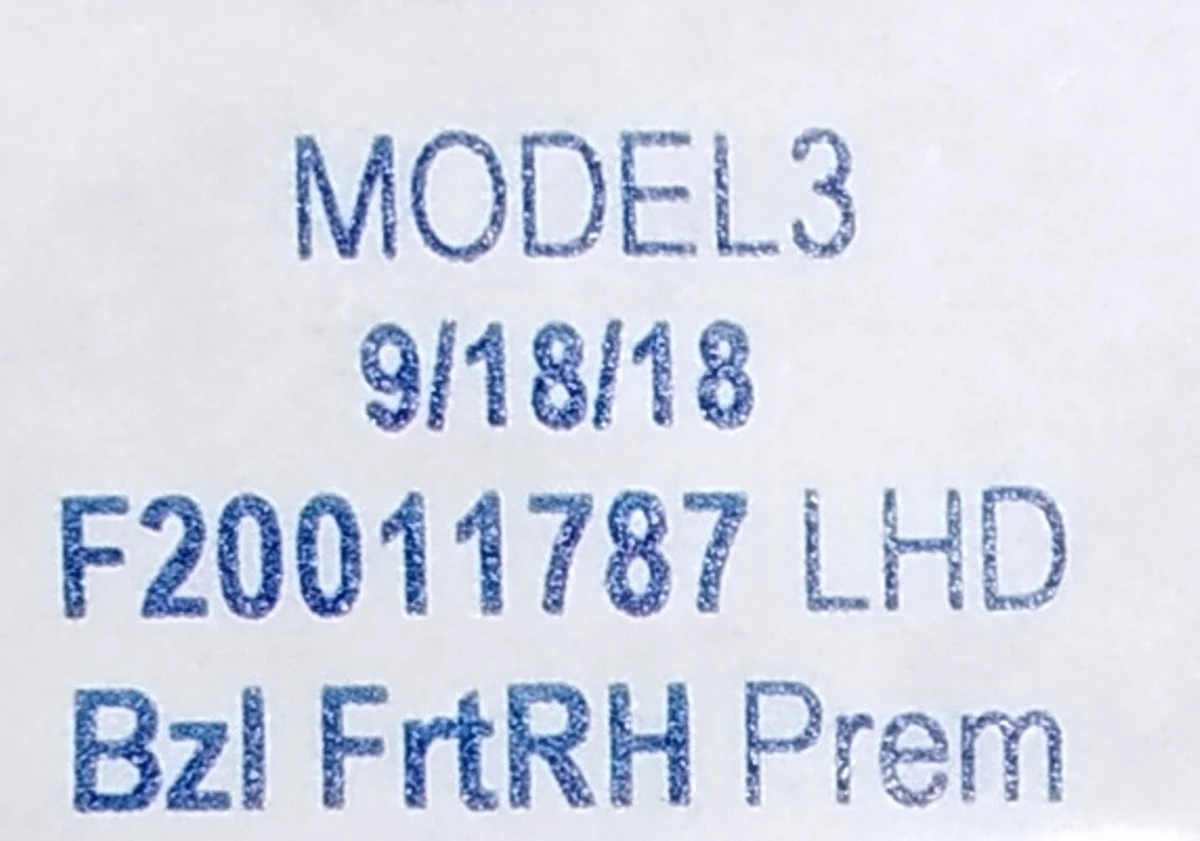 MODEL3
9/18/18
F20011787 LHD
Bzl FrtRH Prem